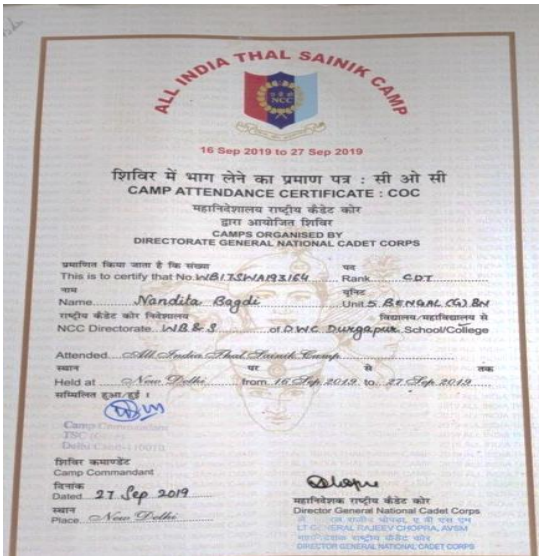 ALL INDIA THAL SAINIK CAMP
NCC
16 Sep 2019 to 27 Sep 2019
शिविर में भाग लेने का प्रमाण पत्र : सी ओ सी
CAMP ATTENDANCE CERTIFICATE : COC
महानिदेशालय राष्ट्रीय कैडेट कोर
द्वारा आयोजित शिविर
CAMPS ORGANISED BY
DIRECTORATE GENERAL NATIONAL CADET CORPS
प्रमाणित किया जाता है कि संख्या पद
This is to certify that No. WB17SWA193164 Rank CDT
नाम यूनिट
Name Nandita Bagdi Unit 5 BENGAL (G) BN
राष्ट्रीय कैडेट कोर निदेशालय विद्यालय/महाविद्यालय से
NCC Directorate WB & S of DWC Durgapur School/College
Attended All India Thal Sainik Camp
स्थान पर से तक
Held at New Delhi from 16 Sep 2019 to 27 Sep 2019
सम्मिलित हुआ/हुई ।
Camp Commandant
शिविर कमाण्डेंट
Camp Commandant
दिनांक
Dated 27 Sep 2019
स्थान
Place New Delhi
महानिदेशक राष्ट्रीय कैडेट कोर
Director General National Cadet Corps
LT GENERAL RAJEEV CHOPRA, AVSM
महानिदेशक राष्ट्रीय कैडेट कोर
DIRECTOR GENERAL NATIONAL CADET CORPS